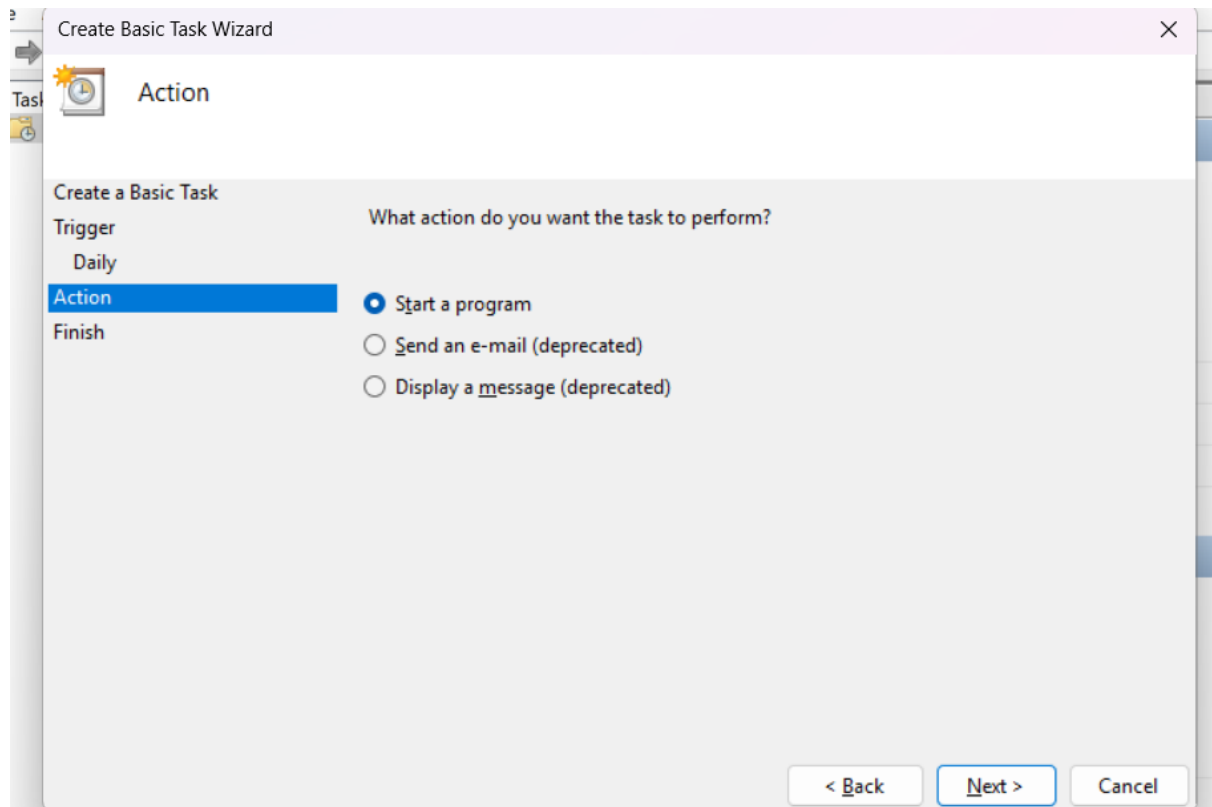 Create Basic Task Wizard
Action
Task
Create a Basic Task
Trigger
Daily
Action
Finish
What action do you want the task to perform?
Start a program
Send an e-mail (deprecated)
Display a message (deprecated)
< Back
Next >
Cancel